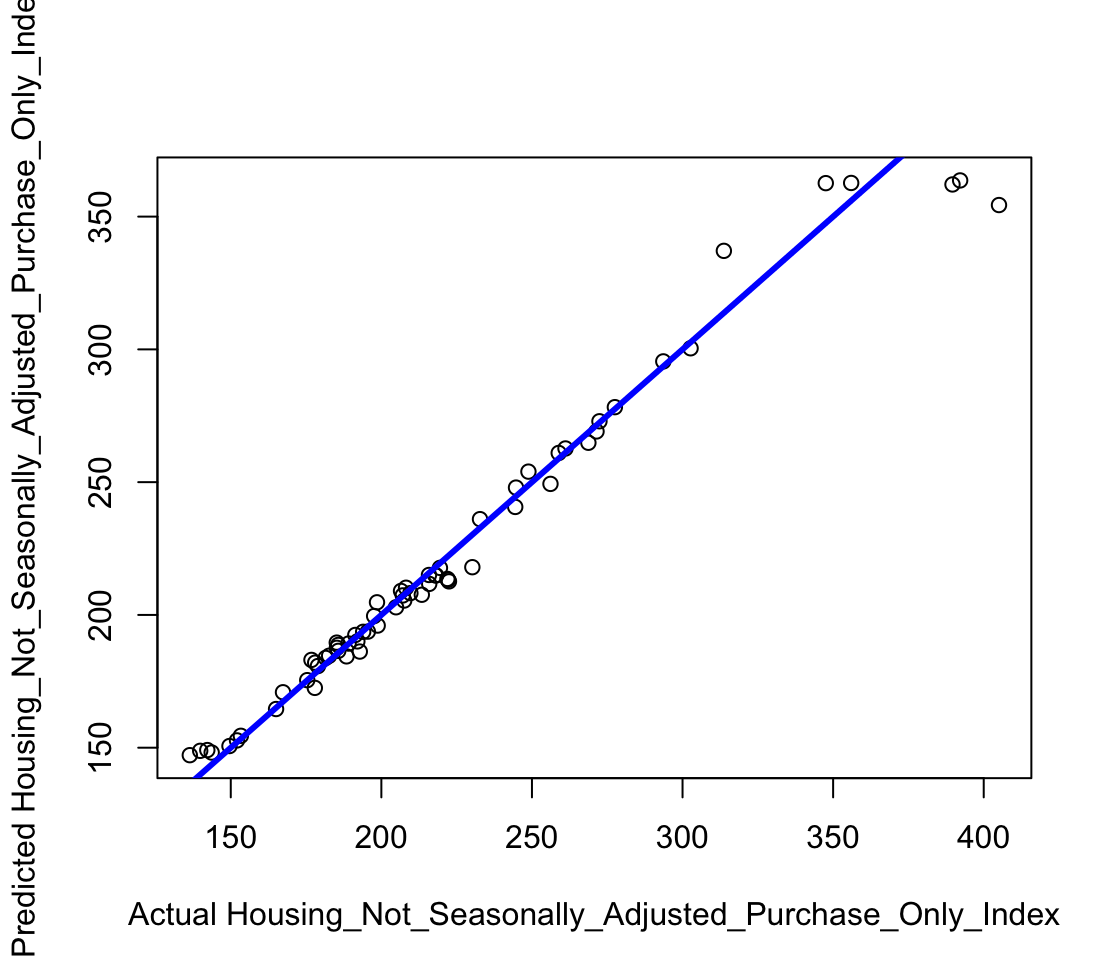 Predicted Housing_Not_Seasonally_Adjusted_Purchase_Only_Inde
350
300
250
200
150
150 200 250 300 350 400
Actual Housing_Not_Seasonally_Adjusted_Purchase_Only_Index